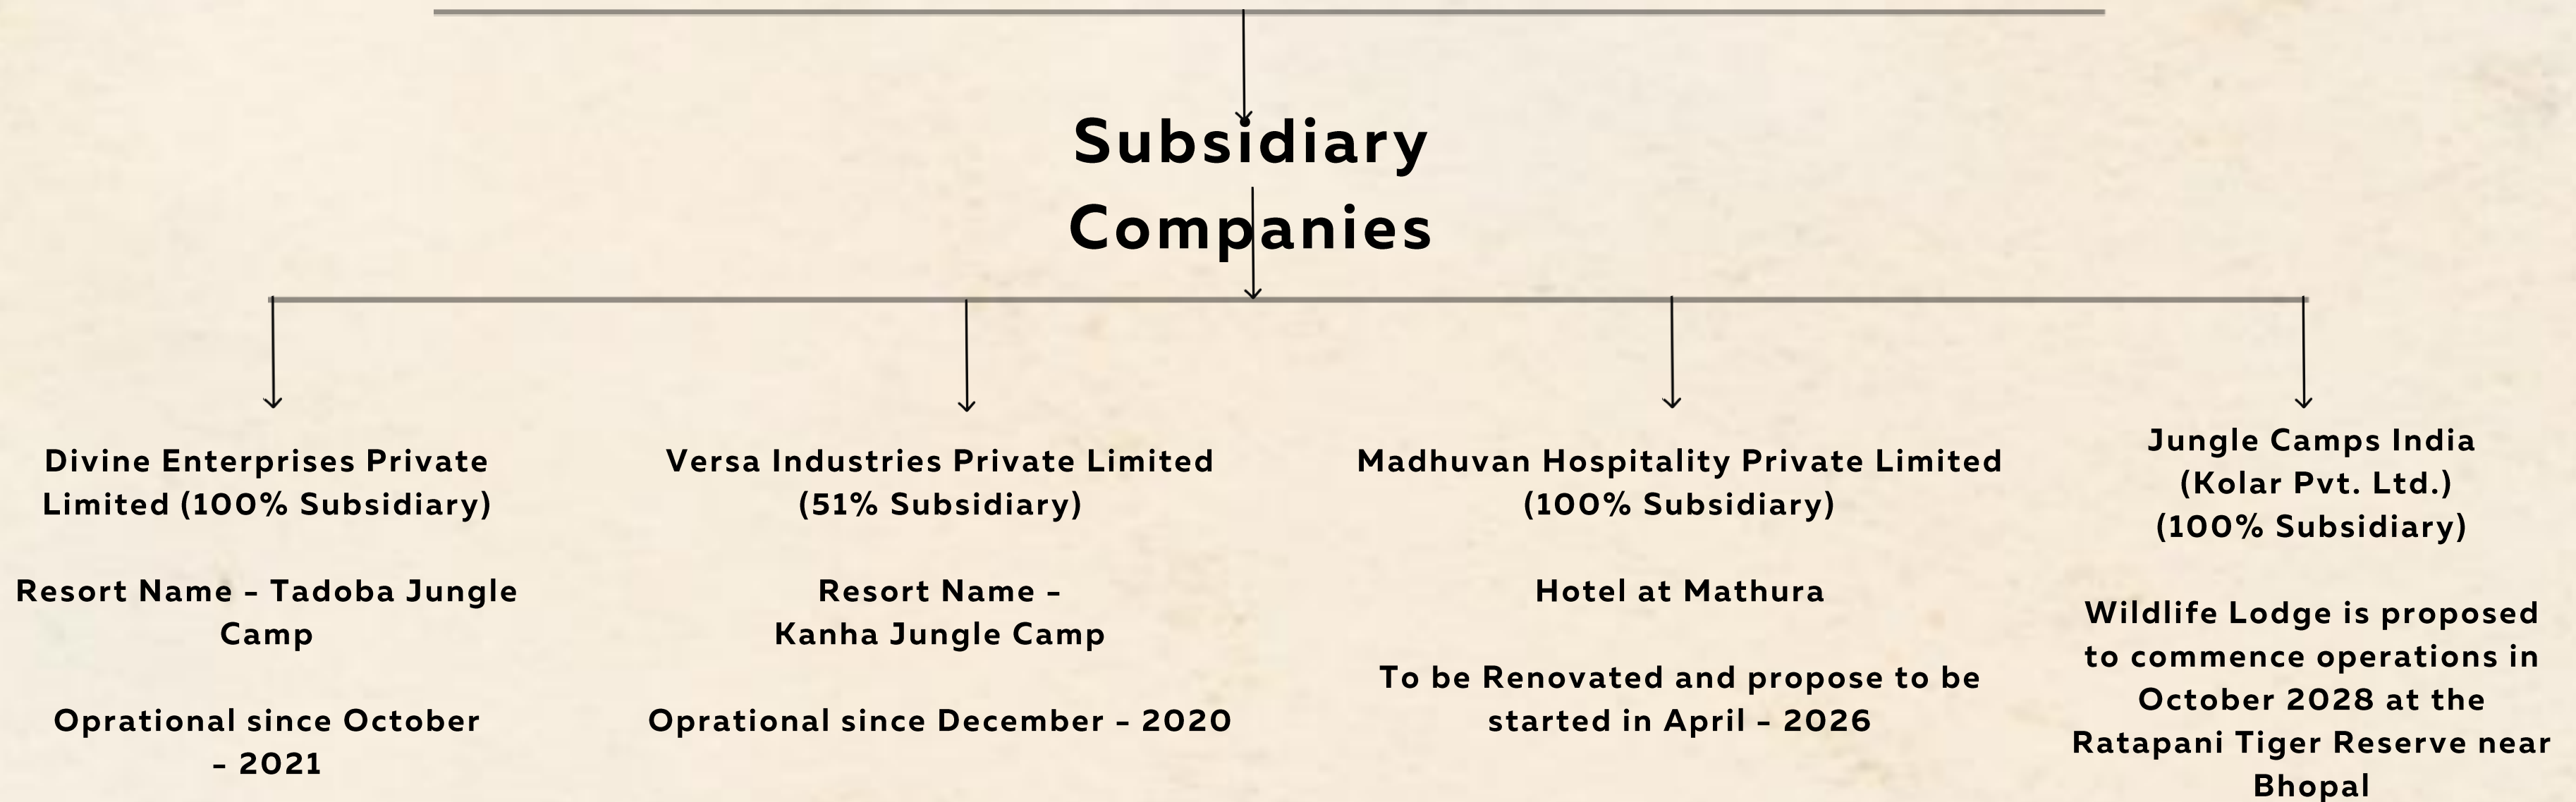 Subsidiary
Companies
Divine Enterprises Private
Limited (100% Subsidiary)
Resort Name – Tadoba Jungle
Camp
Oprational since October
– 2021
Versa Industries Private Limited
(51% Subsidiary)
Resort Name –
Kanha Jungle Camp
Oprational since December – 2020
Madhuvan Hospitality Private Limited
(100% Subsidiary)
Hotel at Mathura
To be Renovated and propose to be
started in April – 2026
Jungle Camps India
(Kolar Pvt. Ltd.)
(100% Subsidiary)
Wildlife Lodge is proposed
to commence operations in
October 2028 at the
Ratapani Tiger Reserve near
Bhopal